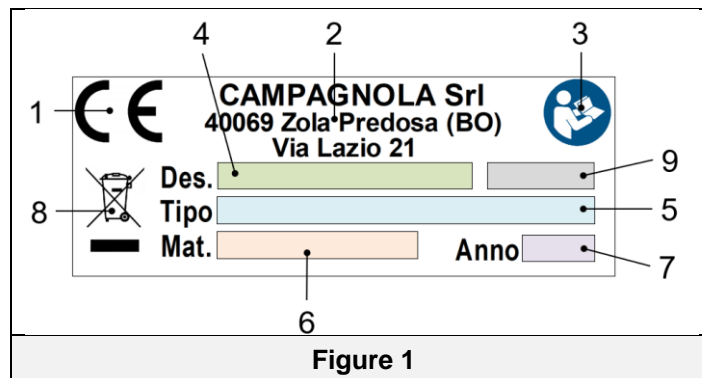 4 2 3
1 CE CAMPAGNOLA Srl
40069 Zola Predosa (BO)
Via Lazio 21
Des. 9
8 Tipo 5
Mat. Anno 7
6
Figure 1